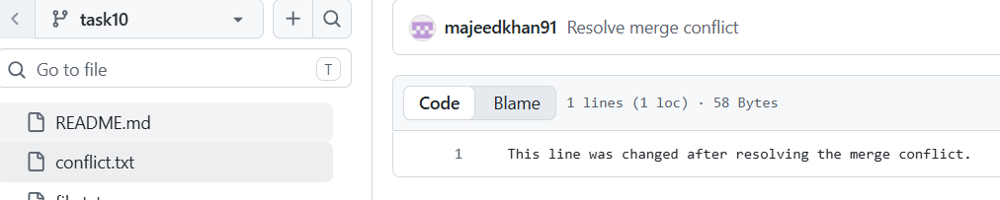 task10
Go to file
T
README.md
conflict.txt
majeedkhan91 Resolve merge conflict
Code Blame 1 lines (1 loc) · 58 Bytes
1 This line was changed after resolving the merge conflict.